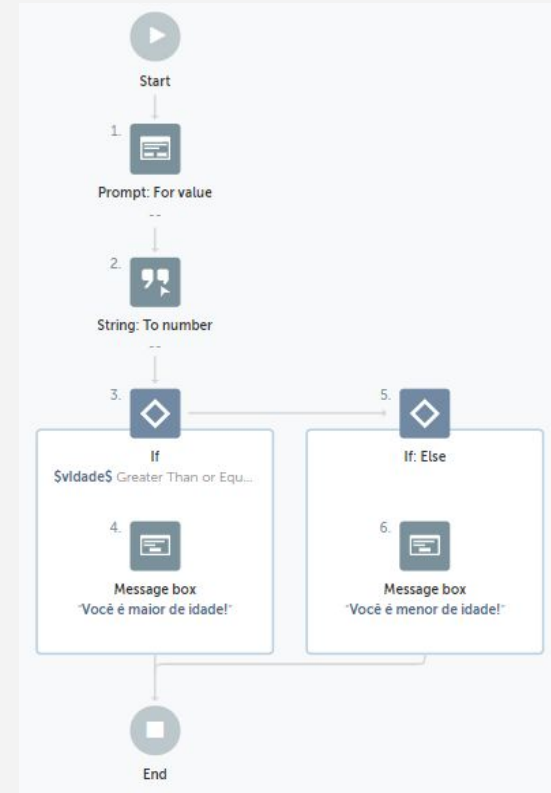 Start
1.
Prompt: For value
--
2.
String: To number
--
3.
If
$vIdade$ Greater Than or Equ...
4.
Message box
“Você é maior de idade!”
5.
If: Else
6.
Message box
“Você é menor de idade!”
End